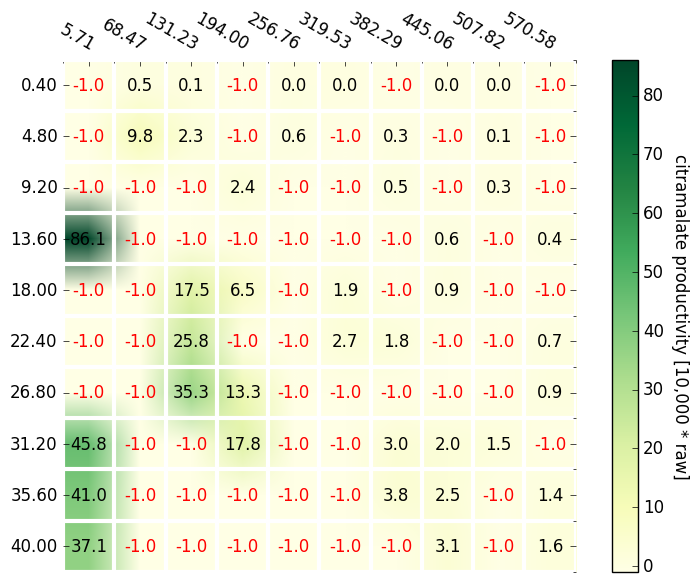 5.71 68.47 131.23 194.00 256.76 319.53 382.29 445.06 507.82 570.58
0.40 -1.0 0.5 0.1 -1.0 0.0 0.0 -1.0 0.0 0.0 -1.0
4.80 -1.0 9.8 2.3 -1.0 0.6 -1.0 0.3 -1.0 0.1 -1.0
9.20 -1.0 -1.0 -1.0 2.4 -1.0 -1.0 0.5 -1.0 0.3 -1.0
13.60 86.1 -1.0 -1.0 -1.0 -1.0 -1.0 -1.0 0.6 -1.0 0.4
18.00 -1.0 -1.0 17.5 6.5 -1.0 1.9 -1.0 0.9 -1.0 -1.0
22.40 -1.0 -1.0 25.8 -1.0 -1.0 2.7 1.8 -1.0 -1.0 0.7
26.80 -1.0 -1.0 35.3 13.3 -1.0 -1.0 -1.0 -1.0 -1.0 0.9
31.20 45.8 -1.0 -1.0 17.8 -1.0 -1.0 3.0 2.0 1.5 -1.0
35.60 41.0 -1.0 -1.0 -1.0 -1.0 -1.0 3.8 2.5 -1.0 1.4
40.00 37.1 -1.0 -1.0 -1.0 -1.0 -1.0 -1.0 3.1 -1.0 1.6
80
70
60
50
40
30
20
10
0
citramalate productivity [10,000 * raw]